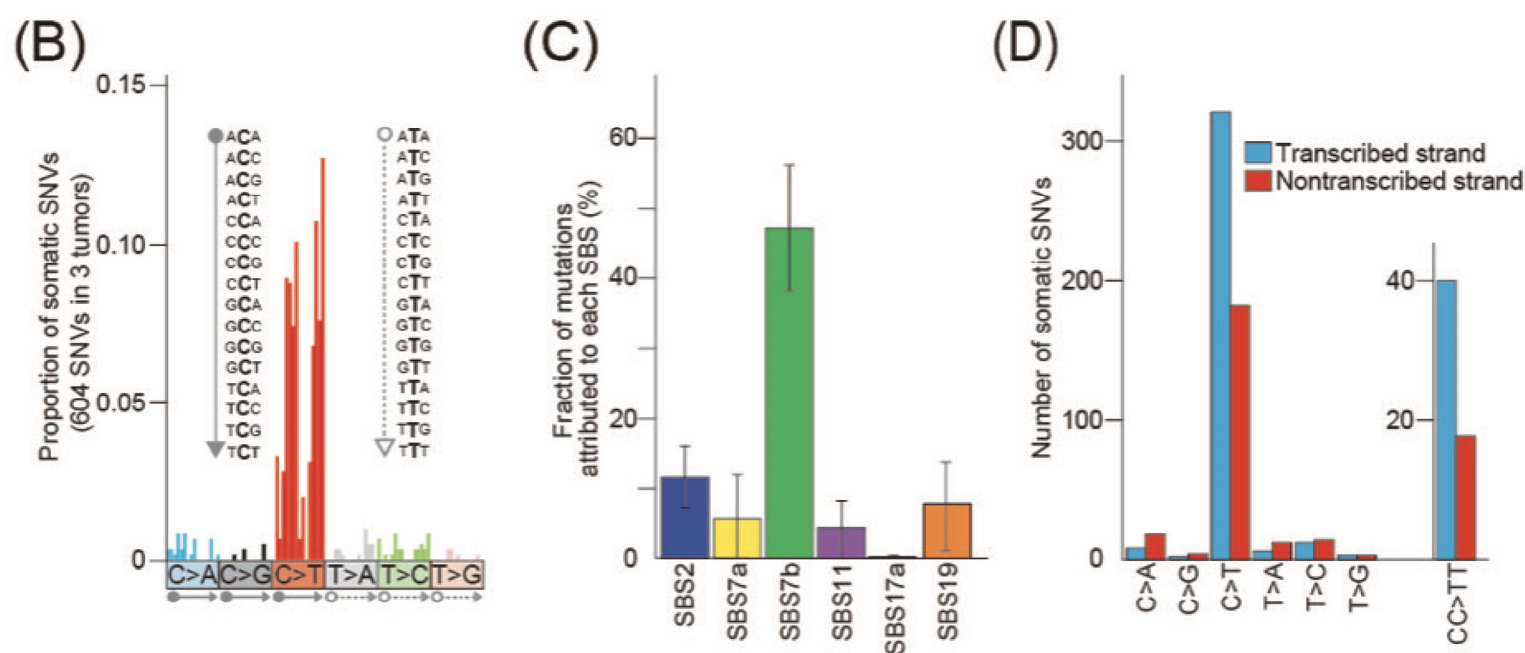 (B)
Proportion of somatic SNVs
(604 SNVs in 3 tumors)
0.15
0.10
0.05
0
ACA
ACC
ACG
ACT
CCA
CCC
CCG
CCT
GCA
GCC
GCG
GCT
TCA
TCC
TCG
TCT
ATA
ATC
ATG
ATT
CTA
CTC
CTG
CTT
GTA
GTC
GTG
GTT
TTA
TTC
TTG
TTT
C>A C>G C>T T>A T>C T>G
(C)
Fraction of mutations
attributed to each SBS (%)
60
40
20
0
SBS2
SBS7a
SBS7b
SBS11
SBS17a
SBS19
(D)
Number of somatic SNVs
300
200
100
0
Transcribed strand
Nontranscribed strand
40
20
C>A
C>G
C>T
T>A
T>C
T>G
CC>TT